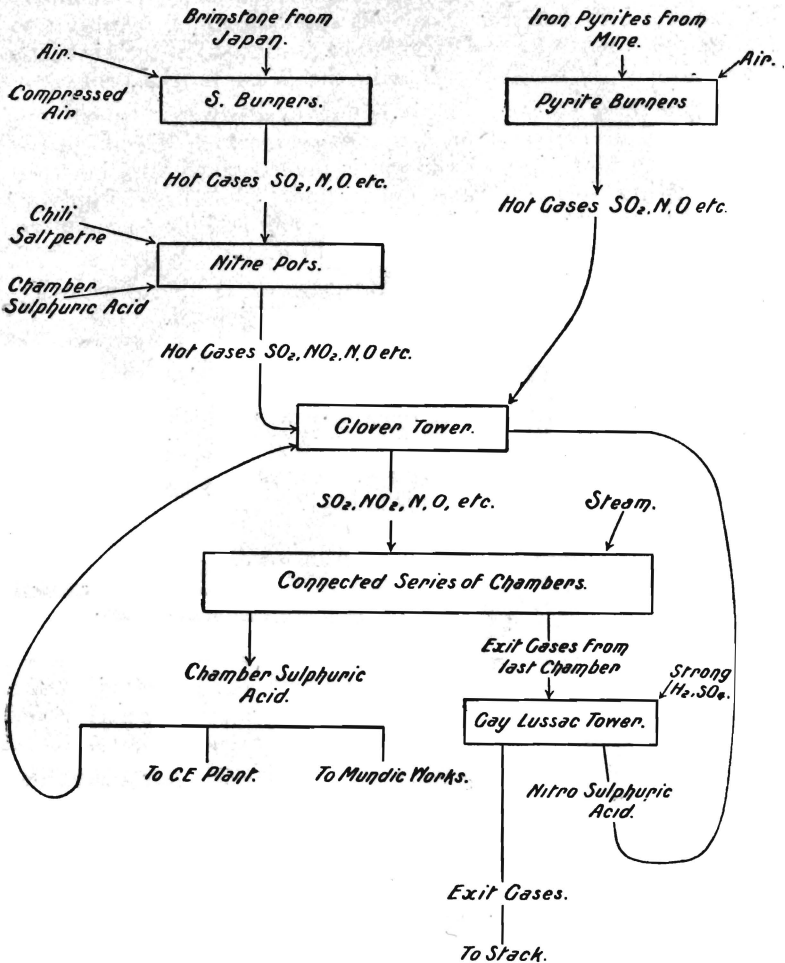 Brimstone from
Japan.
Iron Pyrites from
Mine.
Air.
Air.
Compressed
Air
S. Burners.
Pyrite Burners
Hot Gases SO₂, N, O. etc.
Hot Gases SO₂, N, O etc.
Chili
Saltpetre
Nitre Pots.
Chamber
Sulphuric Acid
Hot Gases SO₂, NO₂, N, O etc.
Glover Tower.
SO₂, NO₂, N, O, etc.
Steam.
Connected Series of Chambers.
Exit Gases from
last Chamber
Chamber Sulphuric
Acid.
Strong
H₂, SO₄.
Gay Lussac Tower.
To CE Plant.
To Mundic Works.
Nitro Sulphuric
Acid.
Exit Gases.
To Stack.